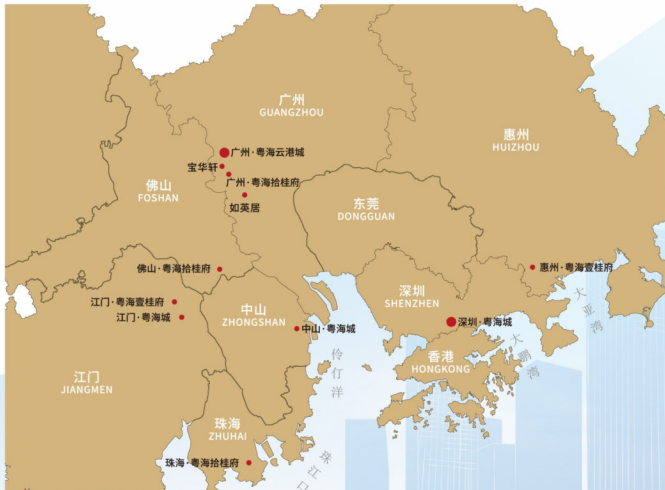 广州
GUANGZHOU
惠州
HUIZHOU
广州·粤海云港城
宝华轩
广州·粤海拾桂府
如英居
佛山
FOSHAN
东莞
DONGGUAN
佛山·粤海拾桂府
惠州·粤海壹桂府
江门·粤海壹桂府
江门·粤海城
中山
ZHONGSHAN
中山·粤海城
深圳
SHENZHEN
深圳·粤海城
大亚湾
大鹏湾
香港
HONGKONG
伶仃洋
江门
JIANGMEN
珠海
ZHUHAI
珠海·粤海拾桂府
珠江口